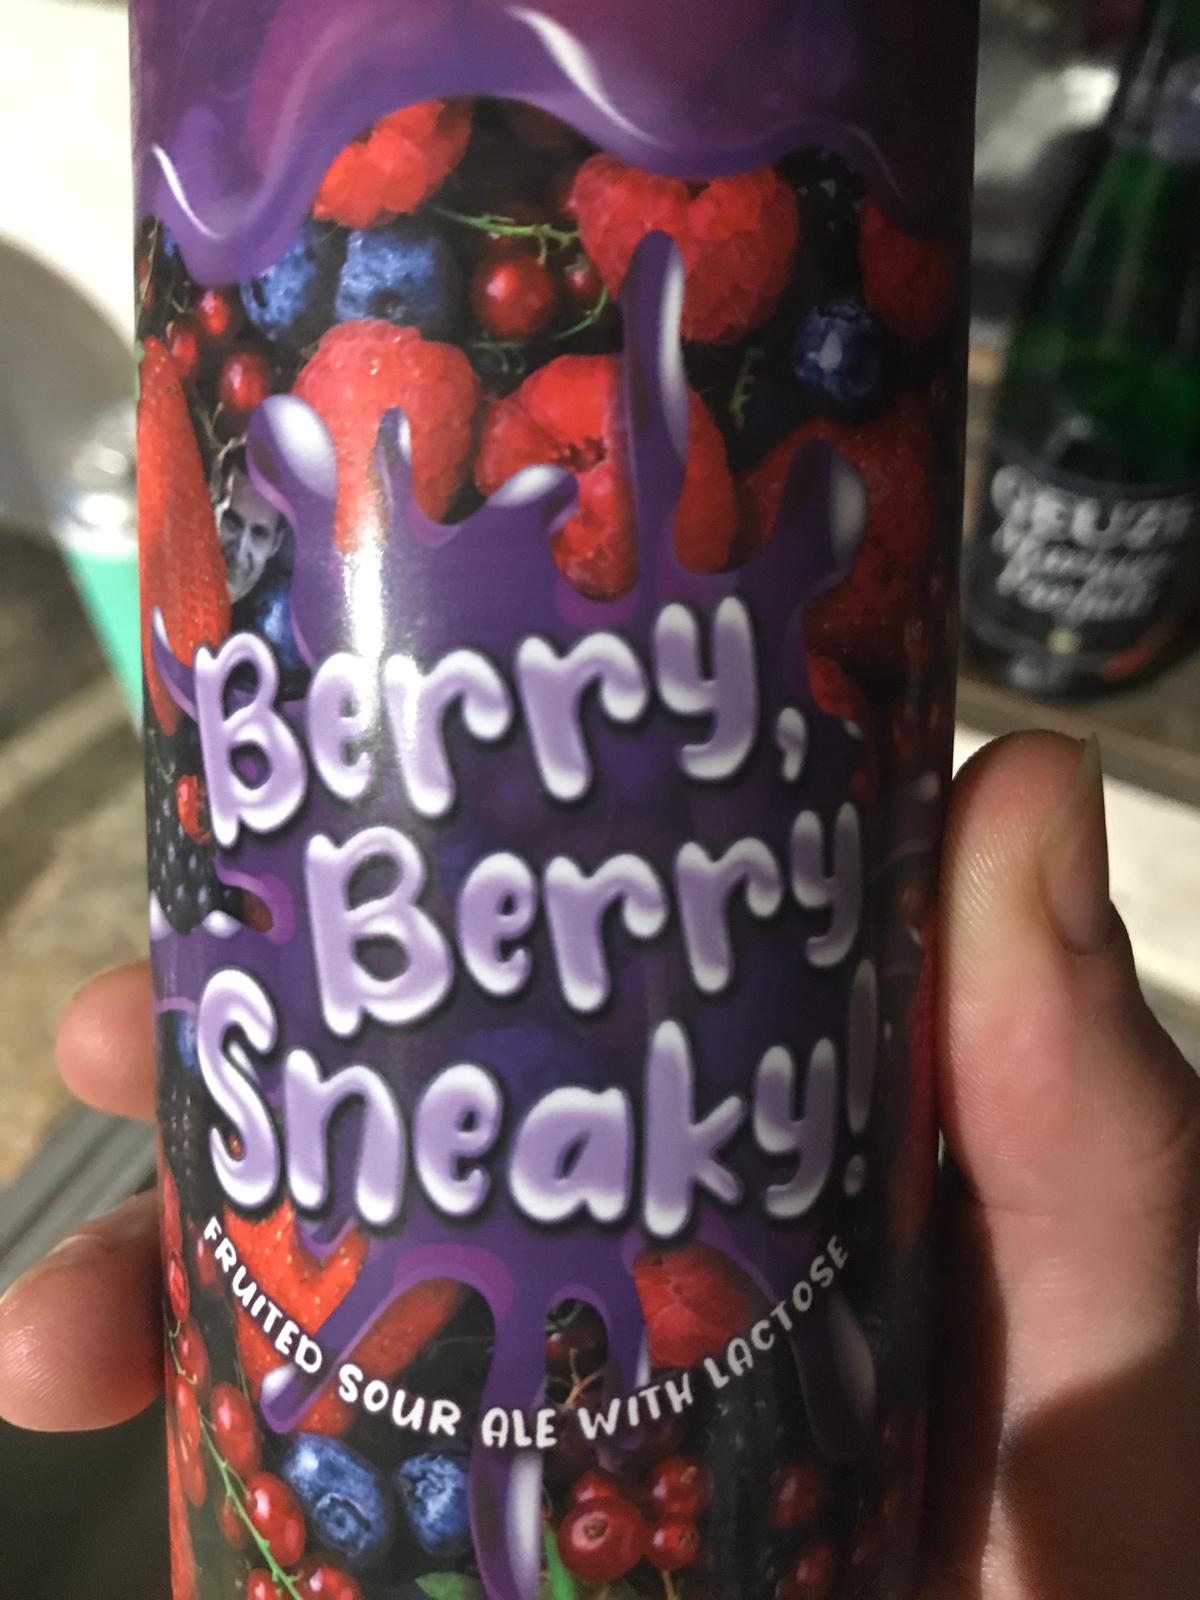 Berry,
Berry
Sneaky!
FRUITED SOUR ALE WITH LACTOSE